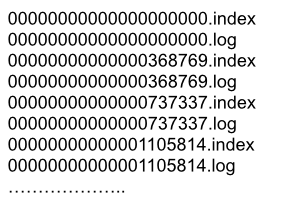 00000000000000000000.index
00000000000000000000.log
00000000000000368769.index
00000000000000368769.log
00000000000000737337.index
00000000000000737337.log
00000000000001105814.index
00000000000001105814.log
………………..